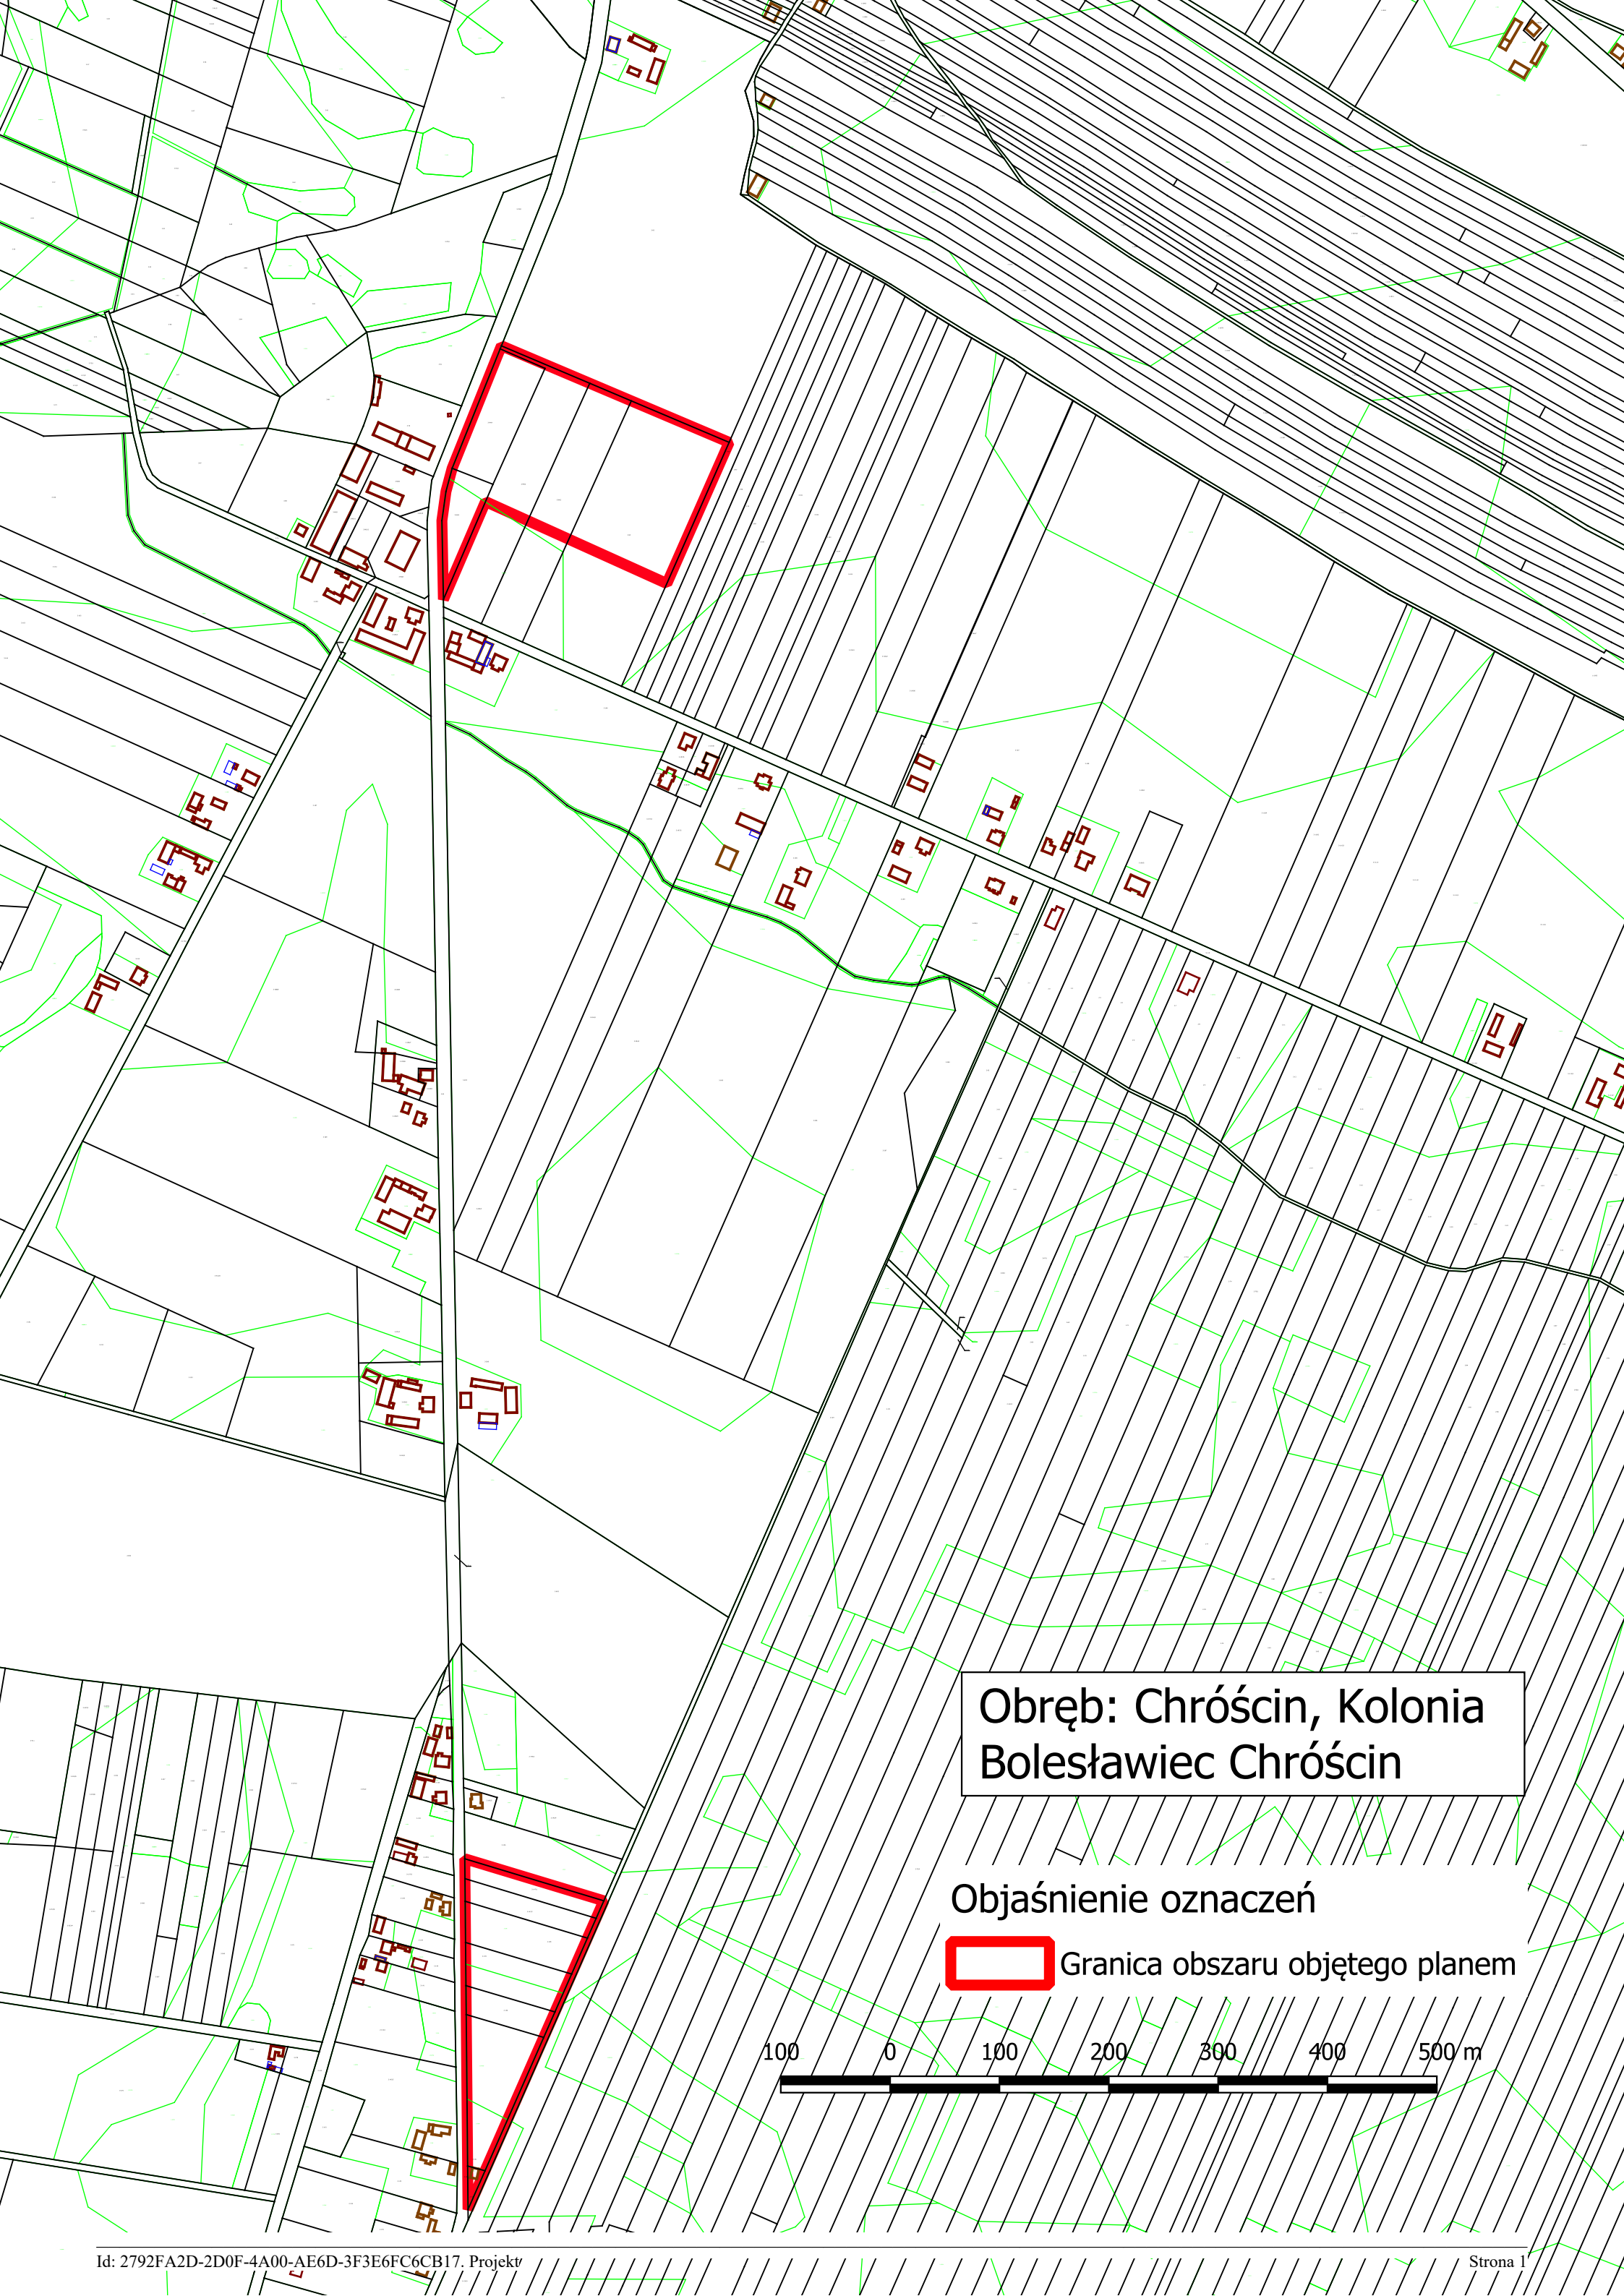 Obręb: Chróścin, Kolonia
Bolesławiec Chróścin
Objaśnienie oznaczeń
Granica obszaru objętego planem
100 0 100 200 300 400 500 m
Id: 2792FA2D-2D0F-4A00-AE6D-3F3E6FC6CB17. Projekt
Strona 1